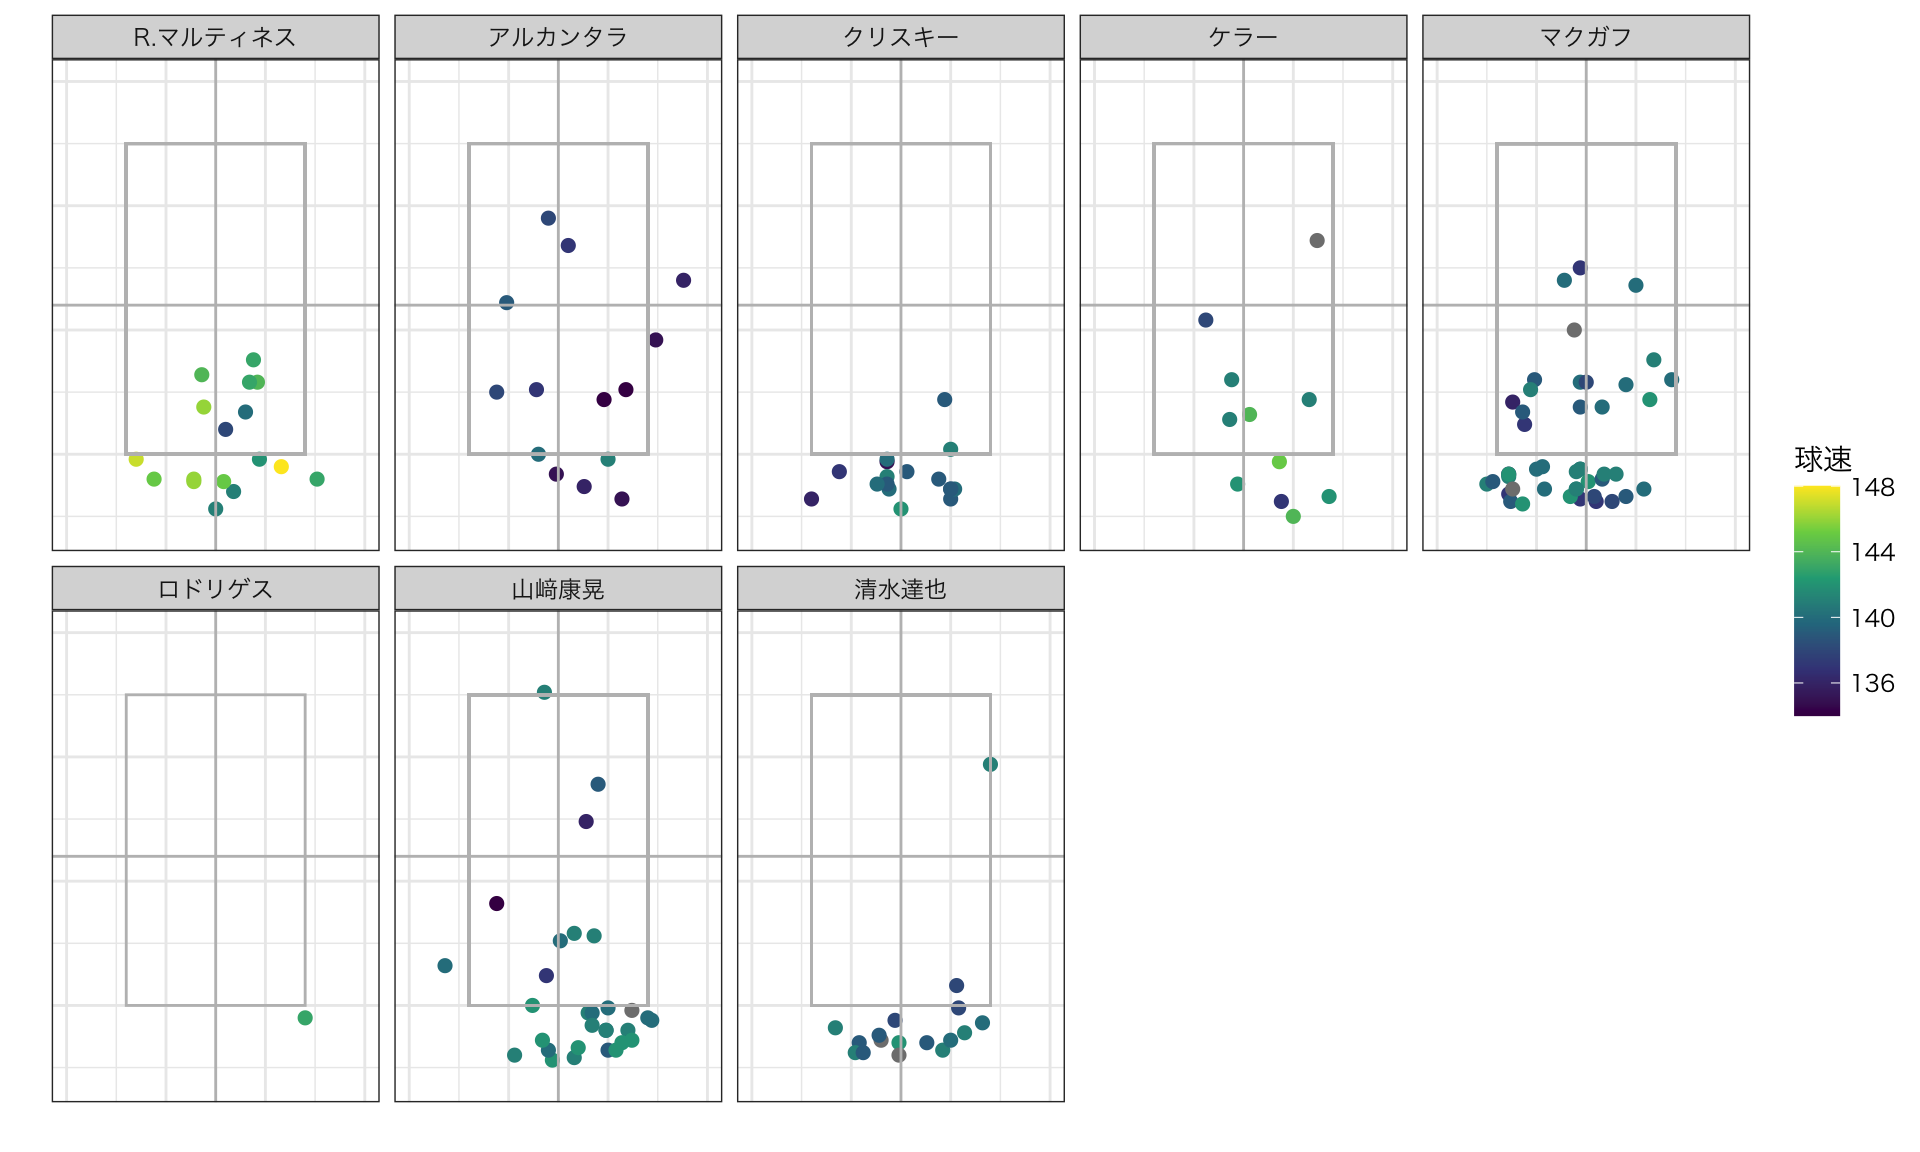 R.マルティネス
アルカンタラ
クリスキー
ケラー
マクガフ
ロドリゲス
山﨑康晃
清水達也
球速
148
144
140
136